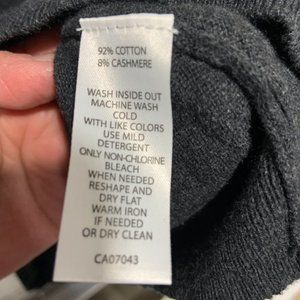 92% COTTON
8% CASHMERE
WASH INSIDE OUT
MACHINE WASH
COLD
WITH LIKE COLORS
USE MILD
DETERGENT
ONLY NON-CHLORINE
BLEACH
WHEN NEEDED
RESHAPE AND
DRY FLAT
WARM IRON
IF NEEDED
OR DRY CLEAN
CA07043